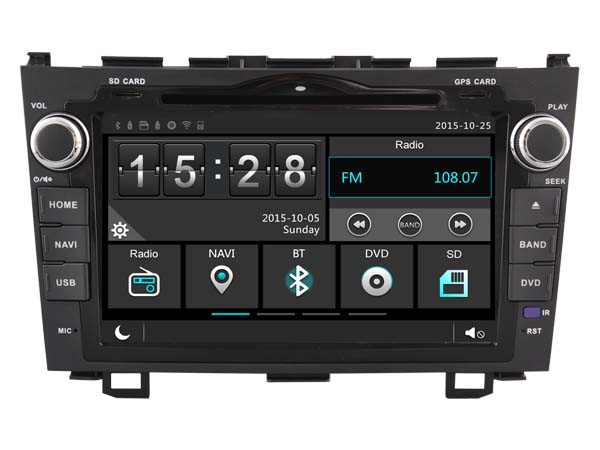 SD CARD
GPS CARD
VOL
PLAY
2015-10-25
15:28
Radio
FM 108.07
BAND
2015-10-05
Sunday
SEEK
HOME
NAVI
USB
BAND
DVD
Radio
NAVI
BT
DVD
SD
IR
MIC
RST